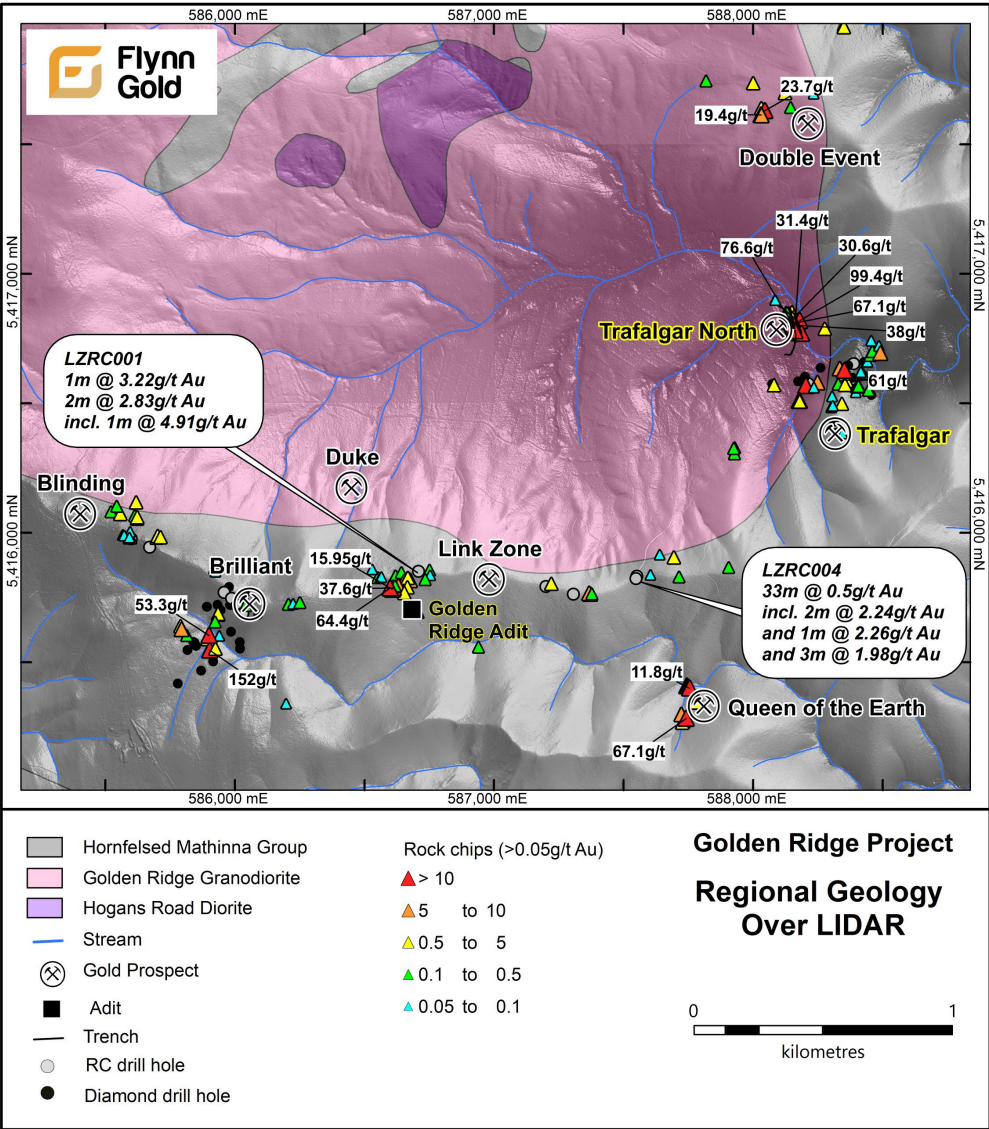 586,000 mE
587,000 mE
588,000 mE
Flynn
Gold
23.7g/t
19.4g/t
Double Event
31.4g/t
76.6g/t
30.6g/t
99.4g/t
67.1g/t
38g/t
5,417,000 mN
5,417,000 mN
Trafalgar North
61g/t
Trafalgar
LZRC001
1m @ 3.22g/t Au
2m @ 2.83g/t Au
incl. 1m @ 4.91g/t Au
Duke
Blinding
5,416,000 mN
5,416,000 mN
Brilliant
15.95g/t
Link Zone
37.6g/t
53.3g/t
64.4g/t
Golden
Ridge Adit
LZRC004
33m @ 0.5g/t Au
incl. 2m @ 2.24g/t Au
and 1m @ 2.26g/t Au
and 3m @ 1.98g/t Au
152g/t
11.8g/t
Queen of the Earth
67.1g/t
586,000 mE
587,000 mE
588,000 mE
Hornfelsed Mathinna Group
Golden Ridge Granodiorite
Hogans Road Diorite
Stream
Gold Prospect
Adit
Trench
RC drill hole
Diamond drill hole
Rock chips (>0.05g/t Au)
> 10
5 to 10
0.5 to 5
0.1 to 0.5
0.05 to 0.1
Golden Ridge Project
Regional Geology
Over LIDAR
0 1
kilometres